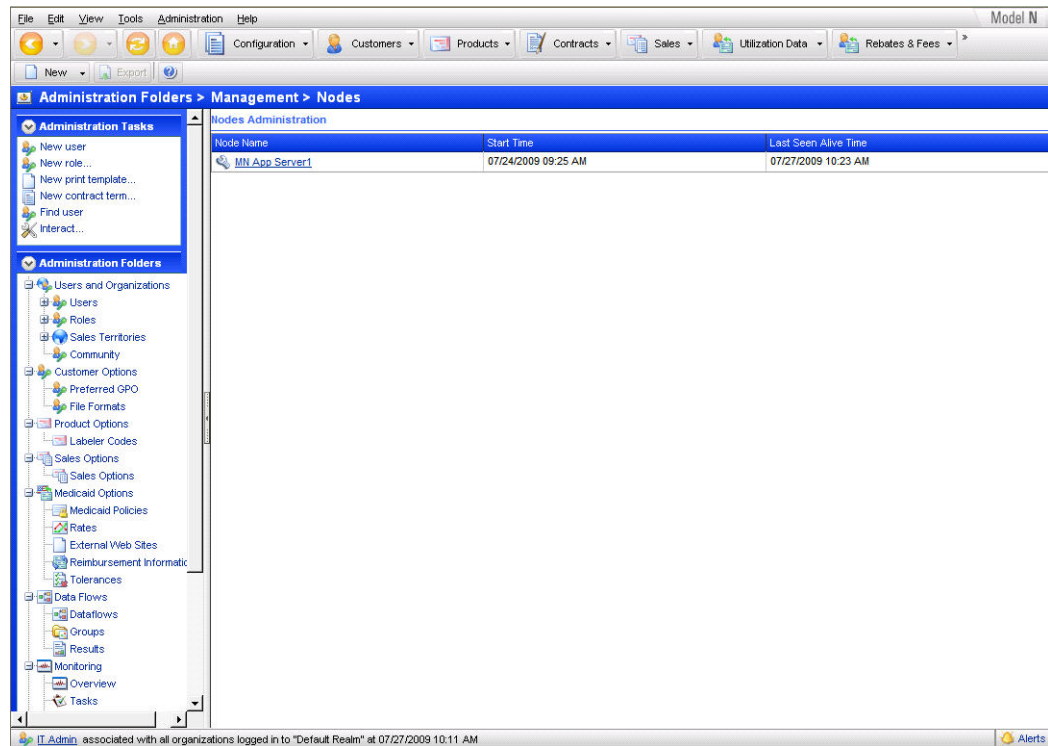 File Edit View Tools Administration Help
Model N
Configuration Customers Products Contracts Sales Utilization Data Rebates & Fees »
New Export
Administration Folders > Management > Nodes
Administration Tasks
New user
New role...
New print template...
New contract term...
Find user
Interact...
Administration Folders
Users and Organizations
Users
Roles
Sales Territories
Community
Customer Options
Preferred GPO
File Formats
Product Options
Labeler Codes
Sales Options
Sales Options
Medicaid Options
Medicaid Policies
Rates
External Web Sites
Reimbursement Informatic
Tolerances
Data Flows
Dataflows
Groups
Results
Monitoring
Overview
Tasks
Nodes Administration
Node Name Start Time Last Seen Alive Time
MN App Server1 07/24/2009 09:25 AM 07/27/2009 10:23 AM
IT Admin associated with all organizations logged in to "Default Realm" at 07/27/2009 10:11 AM
Alerts